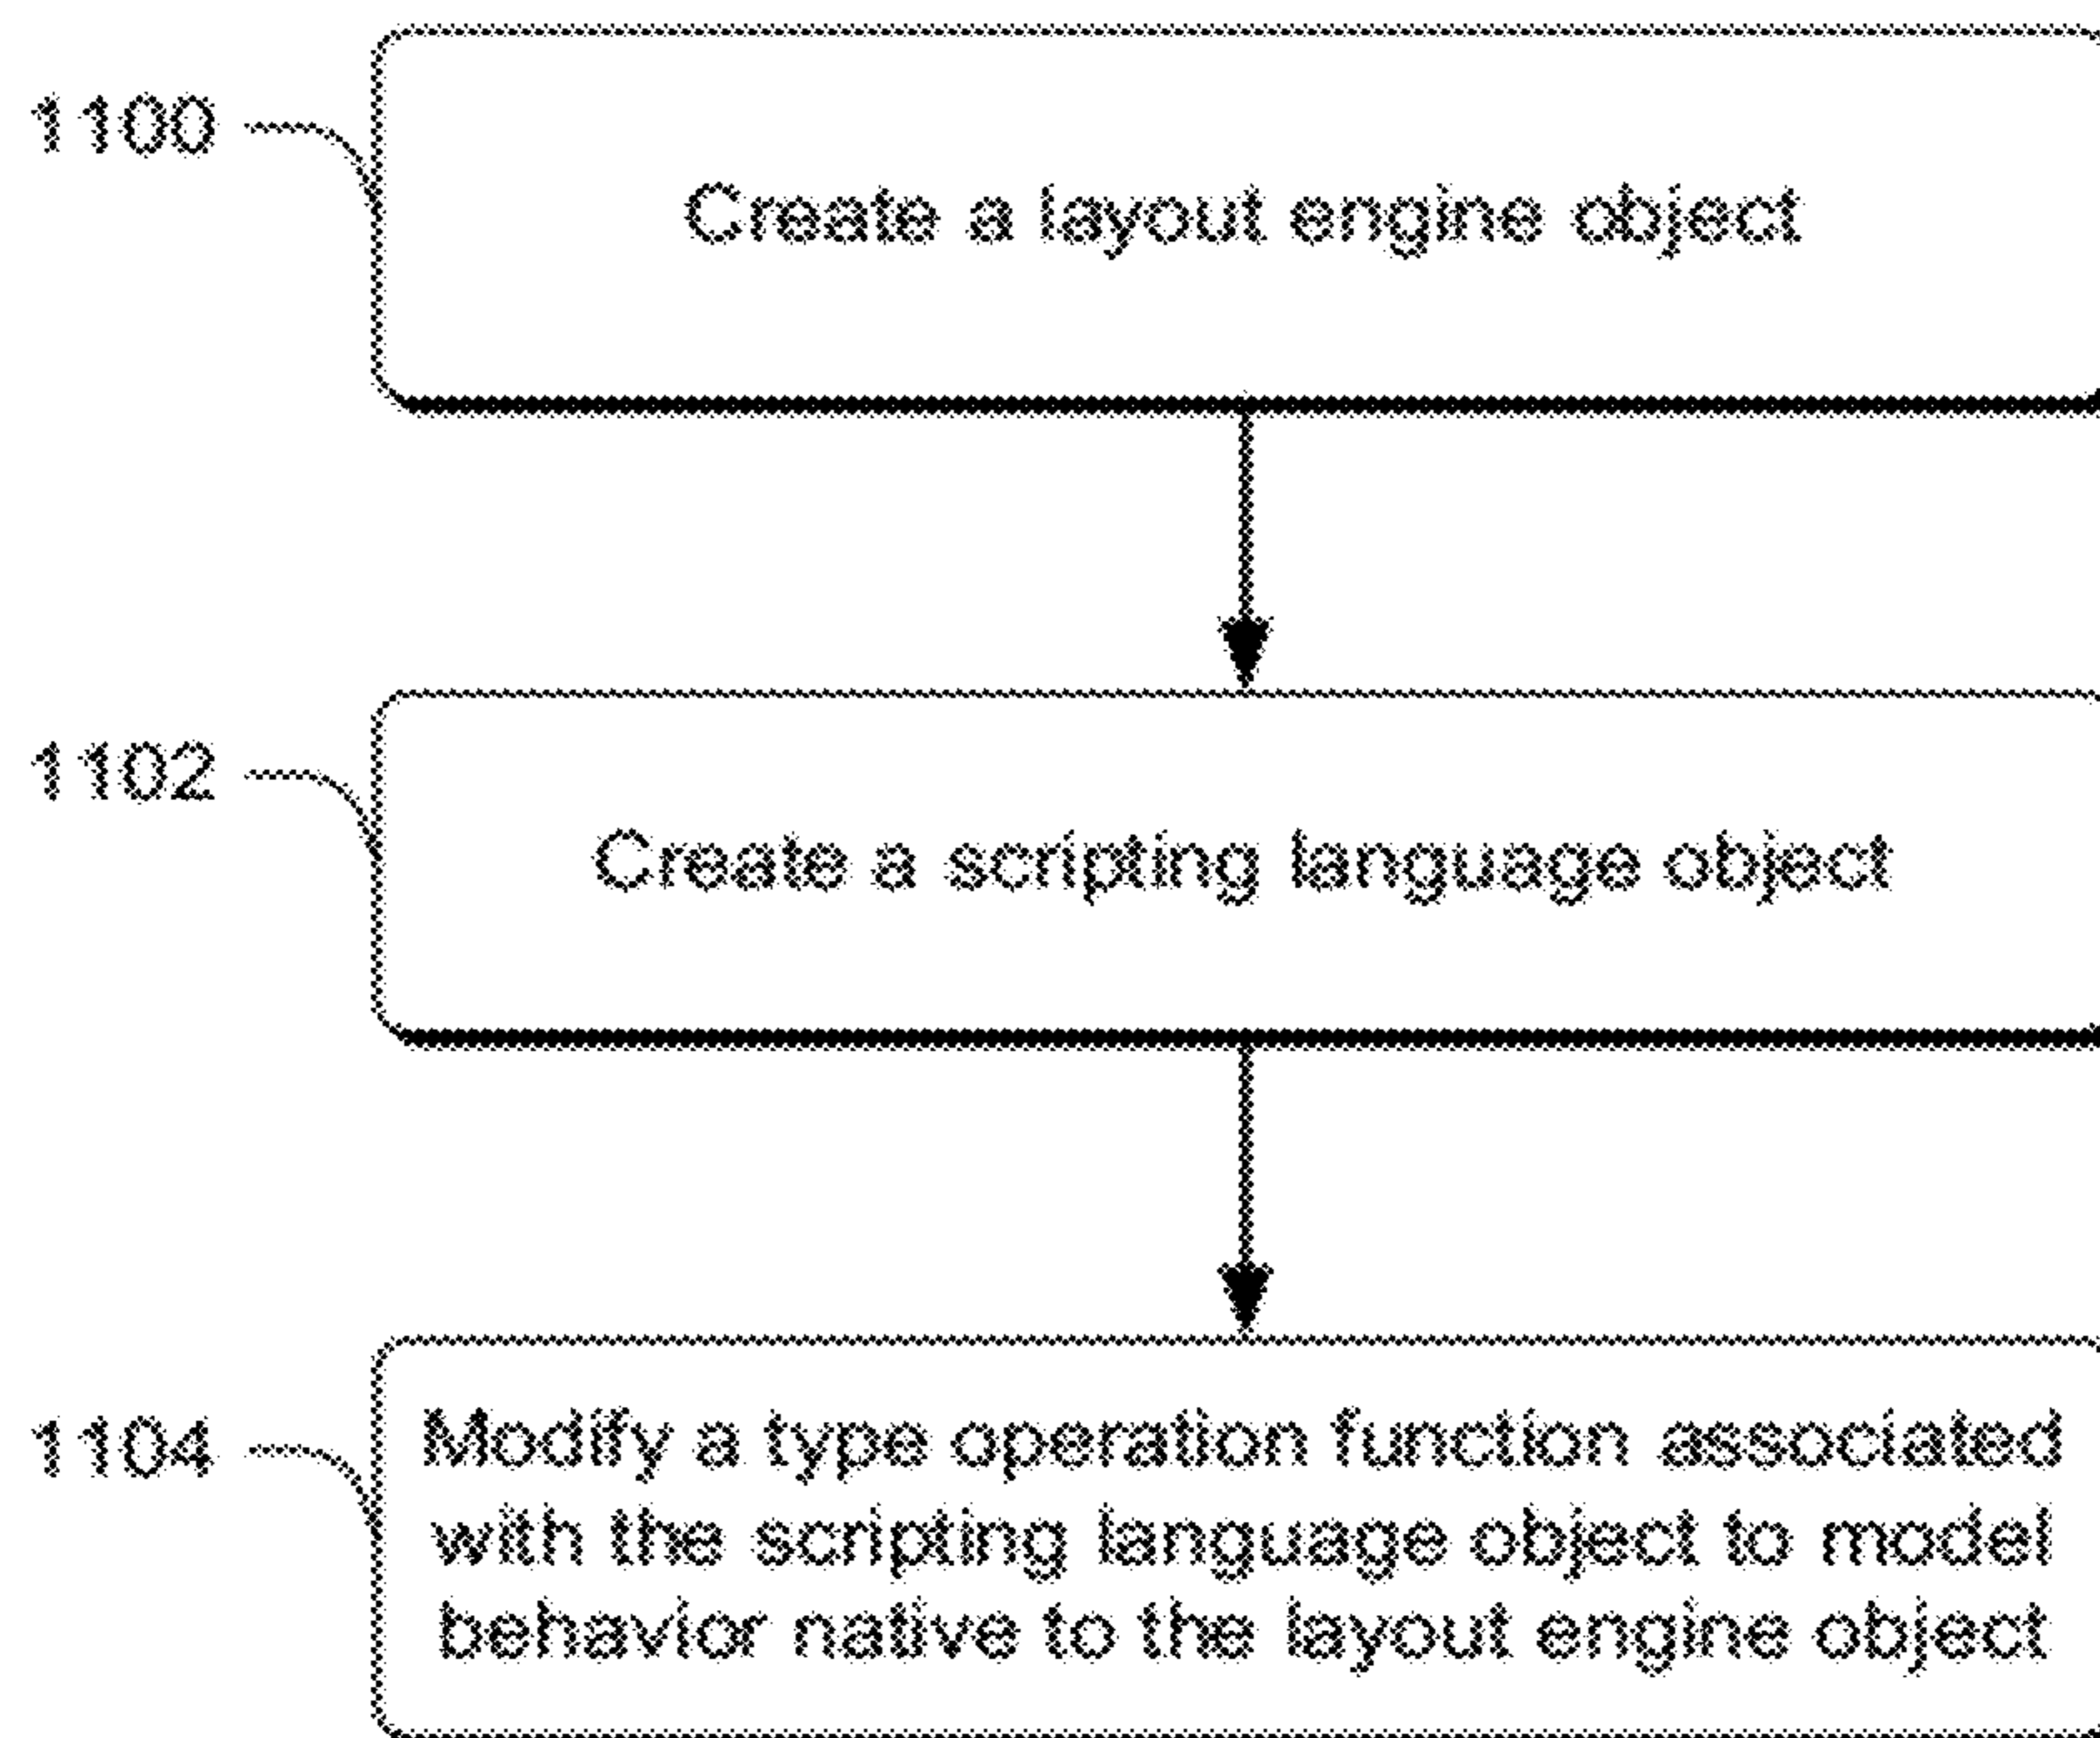 1100
Create a layout engine object
1102
Create a scripting language object
1104
Modify a type operation function associated
with the scripting language object to model
behavior native to the layout engine object